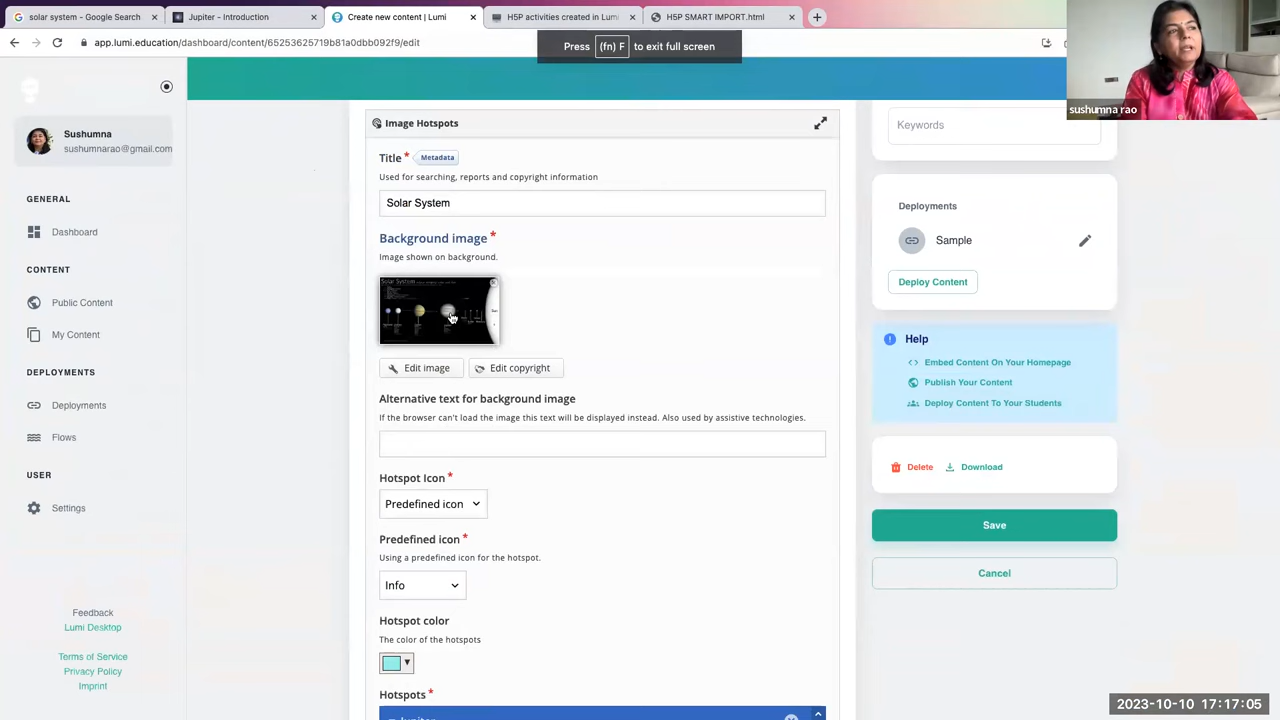 solar system - Google Search
Jupiter - Introduction
Create new content | Lumi
H5P activities created in Lumi
H5P SMART IMPORT.html
app.lumi.education/dashboard/content/65253625719b81a0dbb092f9/edit
Press (fn) F to exit full screen
sushumna rao
Sushumna
sushumnarao@gmail.com
GENERAL
Dashboard
CONTENT
Public Content
My Content
DEPLOYMENTS
Deployments
Flows
USER
Settings
Feedback
Lumi Desktop
Terms of Service
Privacy Policy
Imprint
Image Hotspots
Title * Metadata
Used for searching, reports and copyright information
Solar System
Background image *
Image shown on background.
Solar System
Edit image
Edit copyright
Alternative text for background image
If the browser can't load the image this text will be displayed instead. Also used by assistive technologies.
Hotspot Icon *
Predefined icon
Predefined icon *
Using a predefined icon for the hotspot.
Info
Hotspot color
The color of the hotspots
Hotspots *
Jupiter
Keywords
Deployments
Sample
Deploy Content
Help
Embed Content On Your Homepage
Publish Your Content
Deploy Content To Your Students
Delete
Download
Save
Cancel
2023-10-10 17:17:05